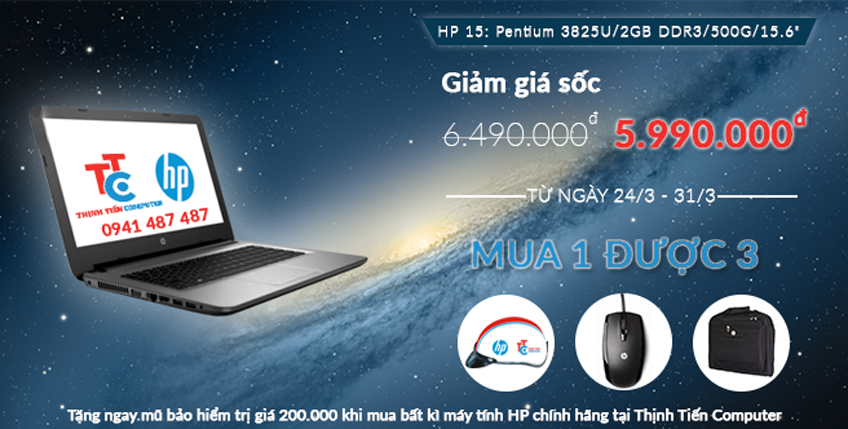 HP 15: Pentium 3825U/2GB DDR3/500G/15.6"
Giảm giá sốc
6.490.000đ 5.990.000đ
TỪ NGÀY 24/3 - 31/3
MUA 1 ĐƯỢC 3
TTC hp
THỊNH TIẾN COMPUTER
0941 487 487
hp TTC
Tặng ngay mũ bảo hiểm trị giá 200.000 khi mua bất kì máy tính HP chính hãng tại Thịnh Tiến Computer